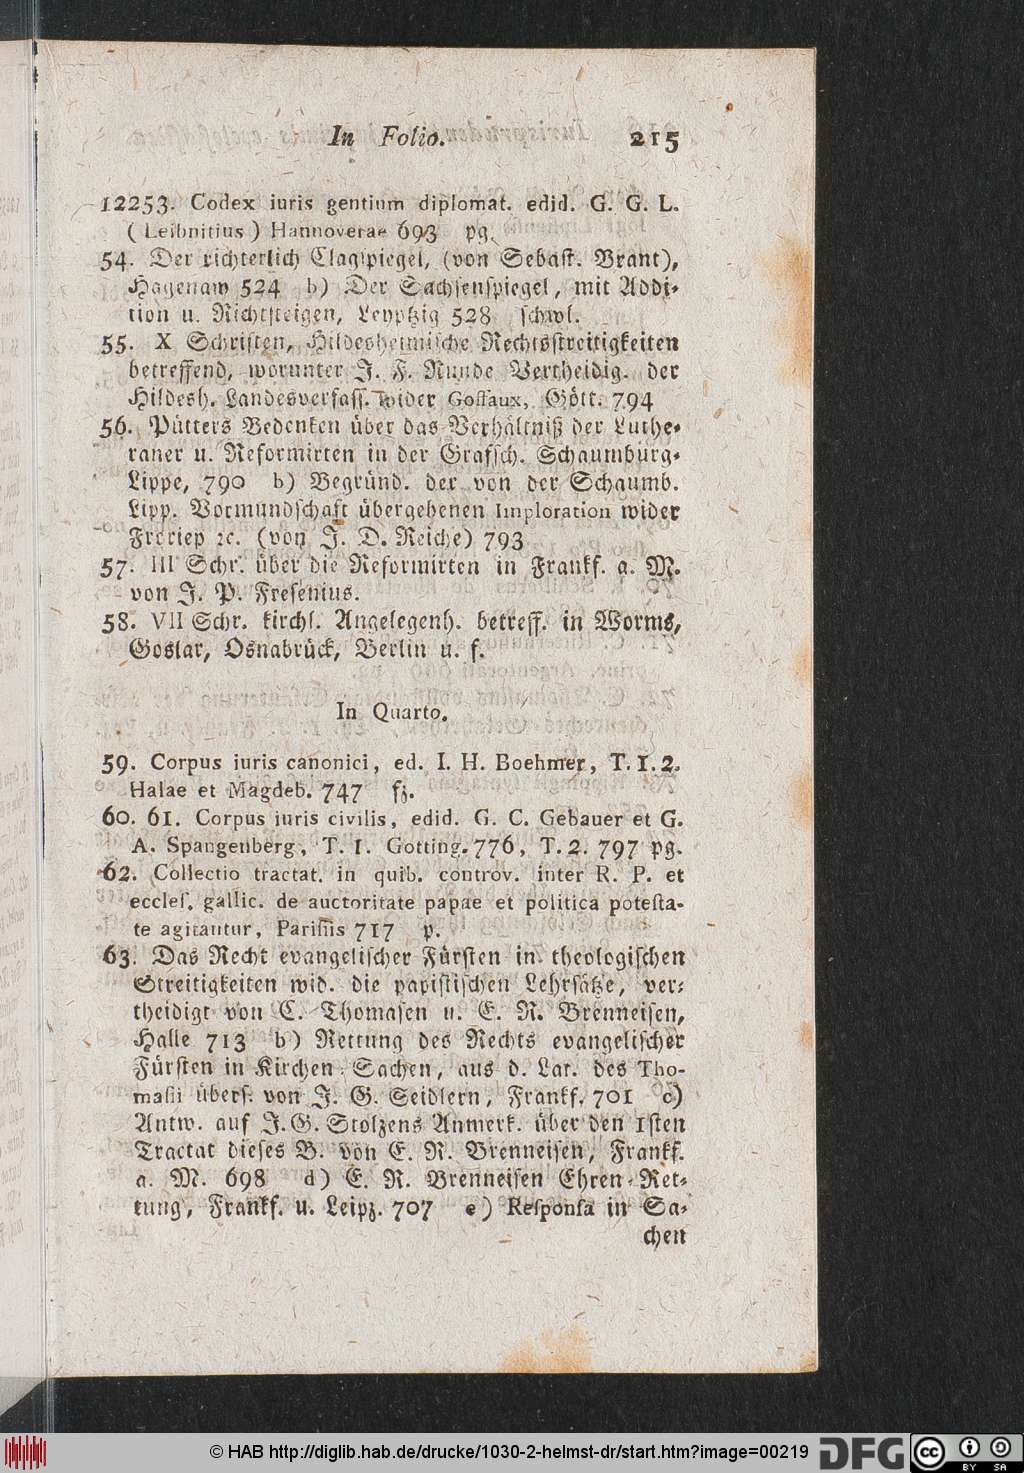 In Folio. 215
12253. Codex iuris gentium diplomat. edid. G. G. L.
(Leibnitius) Hannoverae 693 pg.
54. Der richterlich Clagſpiegel, (von Sebaſt. Brant),
Hagenaw 524 b) Der Sachſenſpiegel, mit Addi-
tion u. Richtſteigen, Leyptzig 528 ſchwl.
55. X Schriften, Hildesheimiſche Rechtsſtreitigkeiten
betreffend, worunter J. F. Runde Vertheidig. der
Hildesh. Landesverfaſſ. wider Goſſaux, Gött. 794
56. Pütters Bedenken über das Verhältniß der Luthe-
raner u. Reformirten in der Grafſch. Schaumburg-
Lippe, 790 b) Begründ. der von der Schaumb.
Lipp. Vormundſchaft übergebenen Imploration wider
Froriep ꝛc. (von J. D. Reiche) 793
57. III Schr. über die Reformirten in Frankf. a. M.
von J. P. Freſenius.
58. VII Schr. kirchl. Angelegenh. betreff. in Worms,
Goslar, Osnabrück, Berlin u. ſ.
In Quarto.
59. Corpus iuris canonici, ed. I. H. Boehmer, T. 1. 2.
Halae et Magdeb. 747 fz.
60. 61. Corpus iuris civilis, edid. G. C. Gebauer et G.
A. Spangenberg, T. 1. Gotting. 776, T. 2. 797 pg.
62. Collectio tractat. in quib. controv. inter R. P. et
eccleſ. gallic. de auctoritate papae et politica poteſta-
te agitantur, Pariſiis 717 p.
63. Das Recht evangeliſcher Fürſten in theologiſchen
Streitigkeiten wid. die papiſtiſchen Lehrſätze, ver-
theidigt von C. Thomaſen u. E. R. Brenneiſen,
Halle 713 b) Rettung des Rechts evangeliſcher
Fürſten in Kirchen-Sachen, aus d. Lat. des Tho-
maſii überſ. von J. G. Seidlern, Frankf. 701 c)
Antw. auf J. G. Stolzens Anmerk. über den 1ſten
Tractat dieſes B. von E. R. Brenneiſen, Frankf.
a. M. 698 d) E. R. Brenneiſen Ehren-Ret-
tung, Frankf. u. Leipz. 707 e) Reſponſa in Sa-
chen
© HAB http://diglib.hab.de/drucke/1030-2-helmst-dr/start.htm?image=00219 DFG cc BY SA